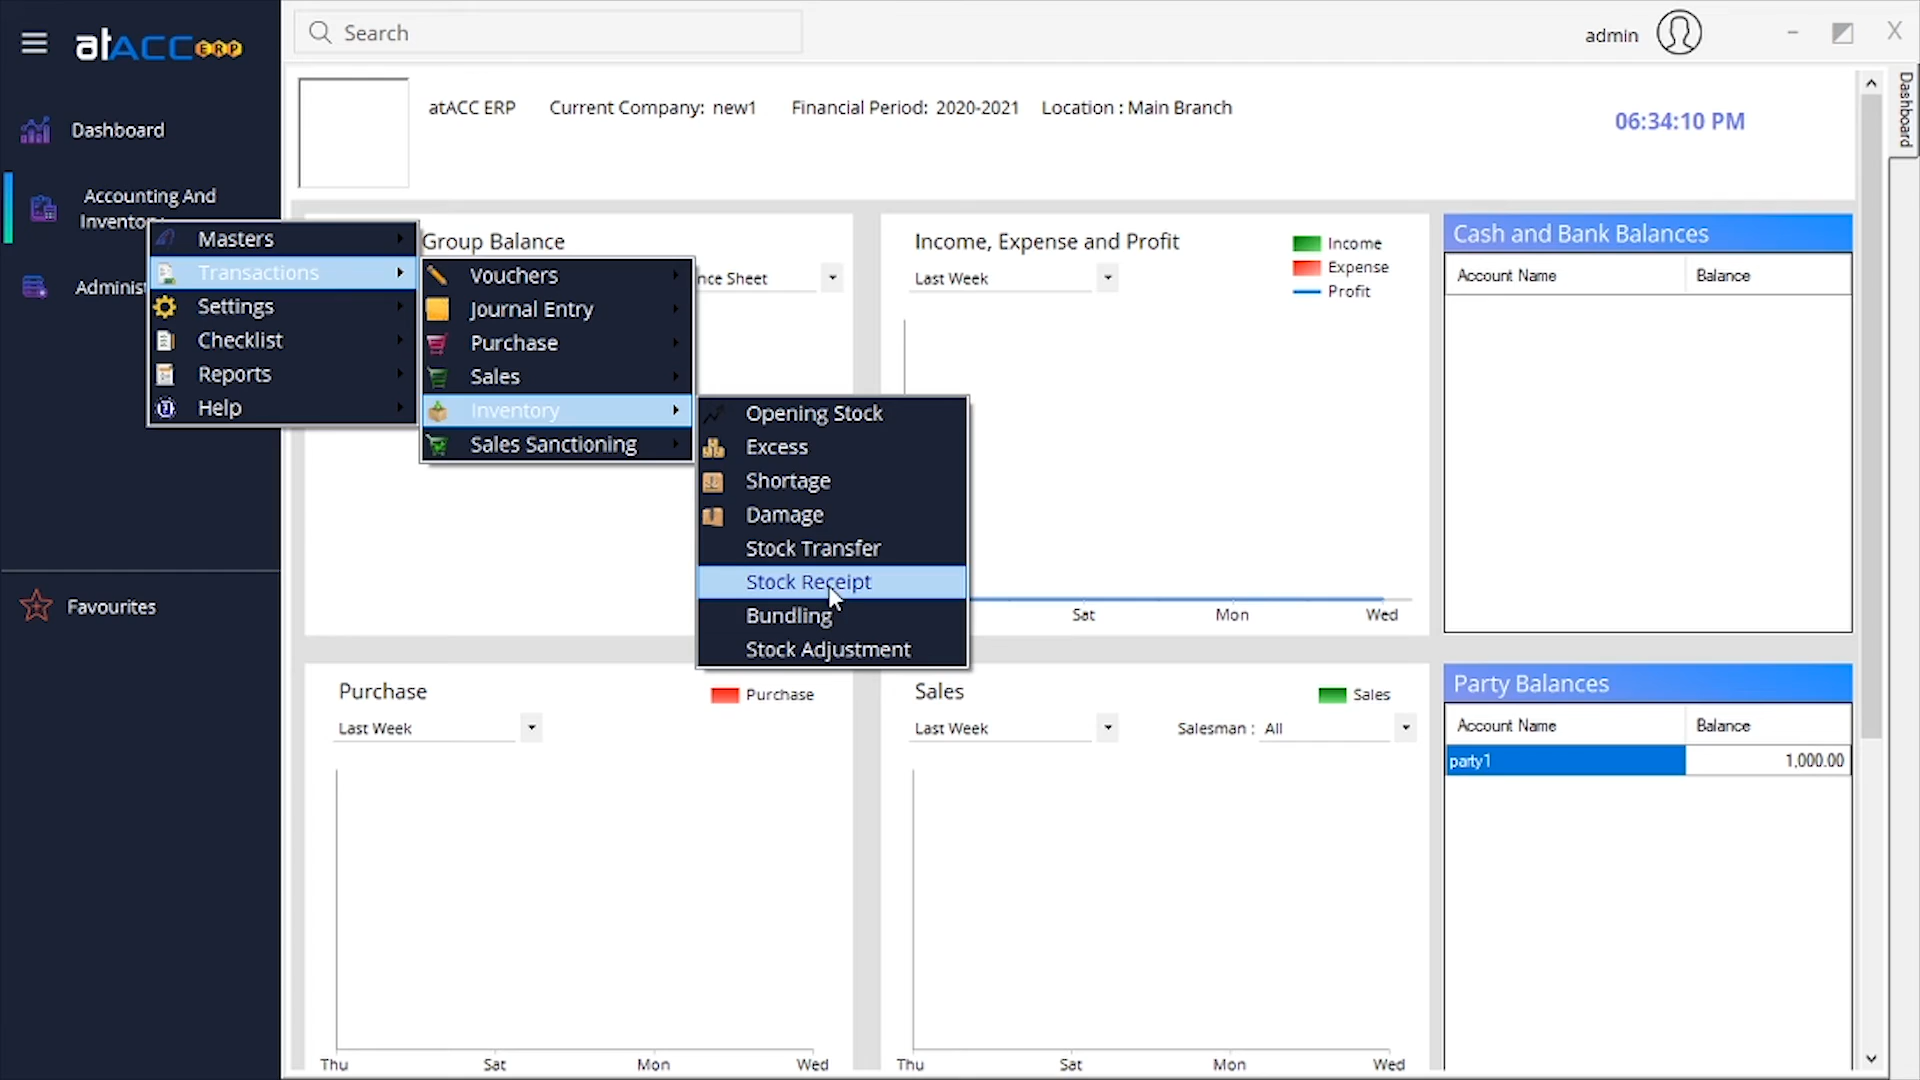 atACC ERP
Search
admin
X
Dashboard
Accounting And
Inventory
Administ
Favourites
atACC ERP
Current Company: new1
Financial Period: 2020-2021
Location : Main Branch
06:34:10 PM
Dashboard
Masters
Transactions
Settings
Checklist
Reports
Help
Vouchers
Journal Entry
Purchase
Sales
Inventory
Sales Sanctioning
Opening Stock
Excess
Shortage
Damage
Stock Transfer
Stock Receipt
Bundling
Stock Adjustment
Group Balance
nce Sheet
Income, Expense and Profit
Last Week
Income
Expense
Profit
Sat Mon Wed
Cash and Bank Balances
Account Name Balance
Purchase
Last Week
Purchase
Thu Sat Mon Wed
Sales
Last Week
Salesman : All
Sales
Thu Sat Mon Wed
Party Balances
Account Name Balance
party1 1,000.00